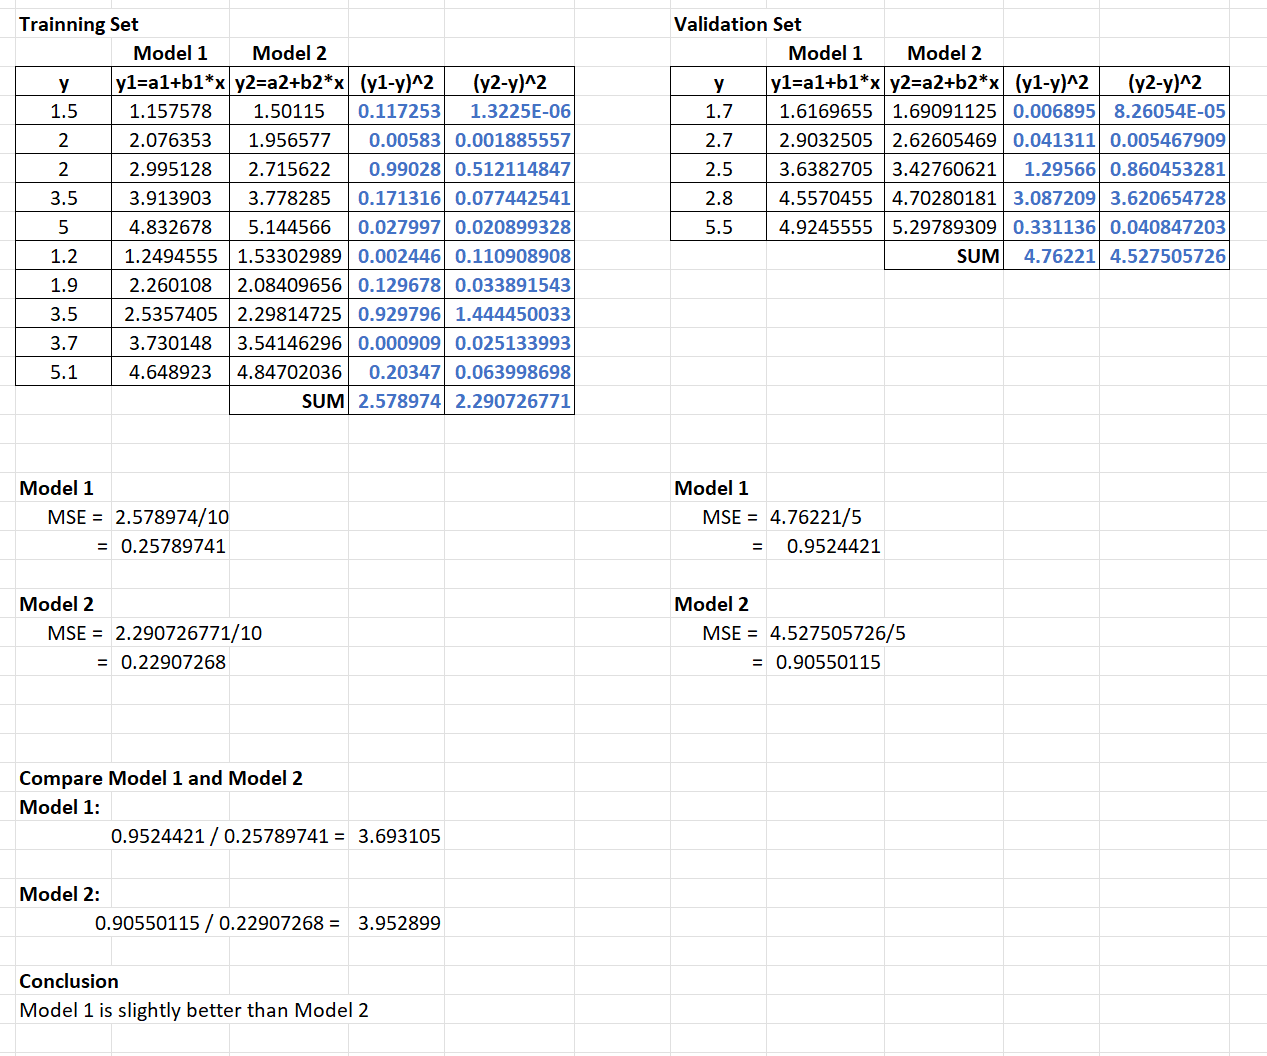 Trainning Set Validation Set
Model 1 Model 2 Model 1 Model 2
y y1=a1+b1*x y2=a2+b2*x (y1-y)^2 (y2-y)^2 y y1=a1+b1*x y2=a2+b2*x (y1-y)^2 (y2-y)^2
1.5 1.157578 1.50115 0.117253 1.3225E-06 1.7 1.6169655 1.69091125 0.006895 8.26054E-05
2 2.076353 1.956577 0.00583 0.001885557 2.7 2.9032505 2.62605469 0.041311 0.005467909
2 2.995128 2.715622 0.99028 0.512114847 2.5 3.6382705 3.42760621 1.29566 0.860453281
3.5 3.913903 3.778285 0.171316 0.077442541 2.8 4.5570455 4.70280181 3.087209 3.620654728
5 4.832678 5.144566 0.027997 0.020899328 5.5 4.9245555 5.29789309 0.331136 0.040847203
1.2 1.2494555 1.53302989 0.002446 0.110908908 SUM 4.76221 4.527505726
1.9 2.260108 2.08409656 0.129678 0.033891543
3.5 2.5357405 2.29814725 0.929796 1.444450033
3.7 3.730148 3.54146296 0.000909 0.025133993
5.1 4.648923 4.84702036 0.20347 0.063998698
SUM 2.578974 2.290726771
Model 1 Model 1
MSE = 2.578974/10 MSE = 4.76221/5
= 0.25789741 = 0.9524421
Model 2 Model 2
MSE = 2.290726771/10 MSE = 4.527505726/5
= 0.22907268 = 0.90550115
Compare Model 1 and Model 2
Model 1:
0.9524421 / 0.25789741 = 3.693105
Model 2:
0.90550115 / 0.22907268 = 3.952899
Conclusion
Model 1 is slightly better than Model 2